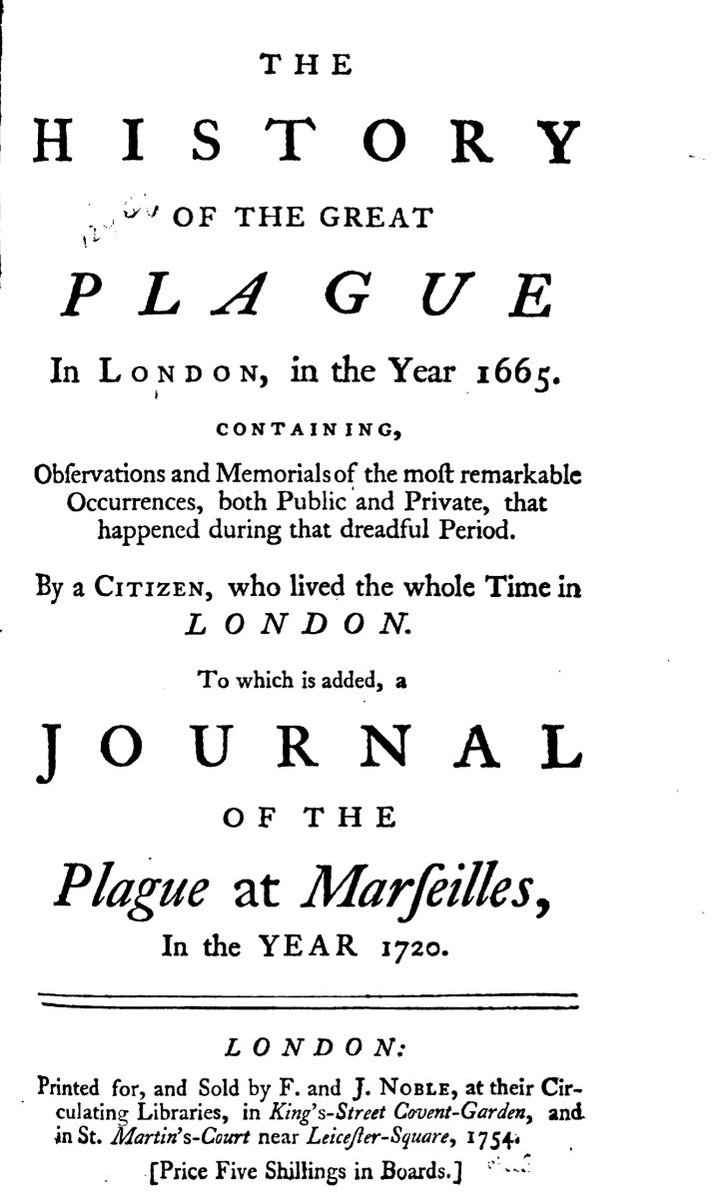 THE
HISTORY
OF THE GREAT
PLAGUE
In LONDON, in the Year 1665.
CONTAINING,
Obſervations and Memorials of the moſt remarkable
Occurrences, both Public and Private, that
happened during that dreadful Period.
By a CITIZEN, who lived the whole Time in
LONDON.
To which is added, a
JOURNAL
OF THE
Plague at Marſeilles,
In the YEAR 1720.
LONDON:
Printed for, and Sold by F. and J. NOBLE, at their Cir-
culating Libraries, in King's-Street Covent-Garden, and
in St. Martin's-Court near Leiceſter-Square, 1754.
[Price Five Shillings in Boards.]